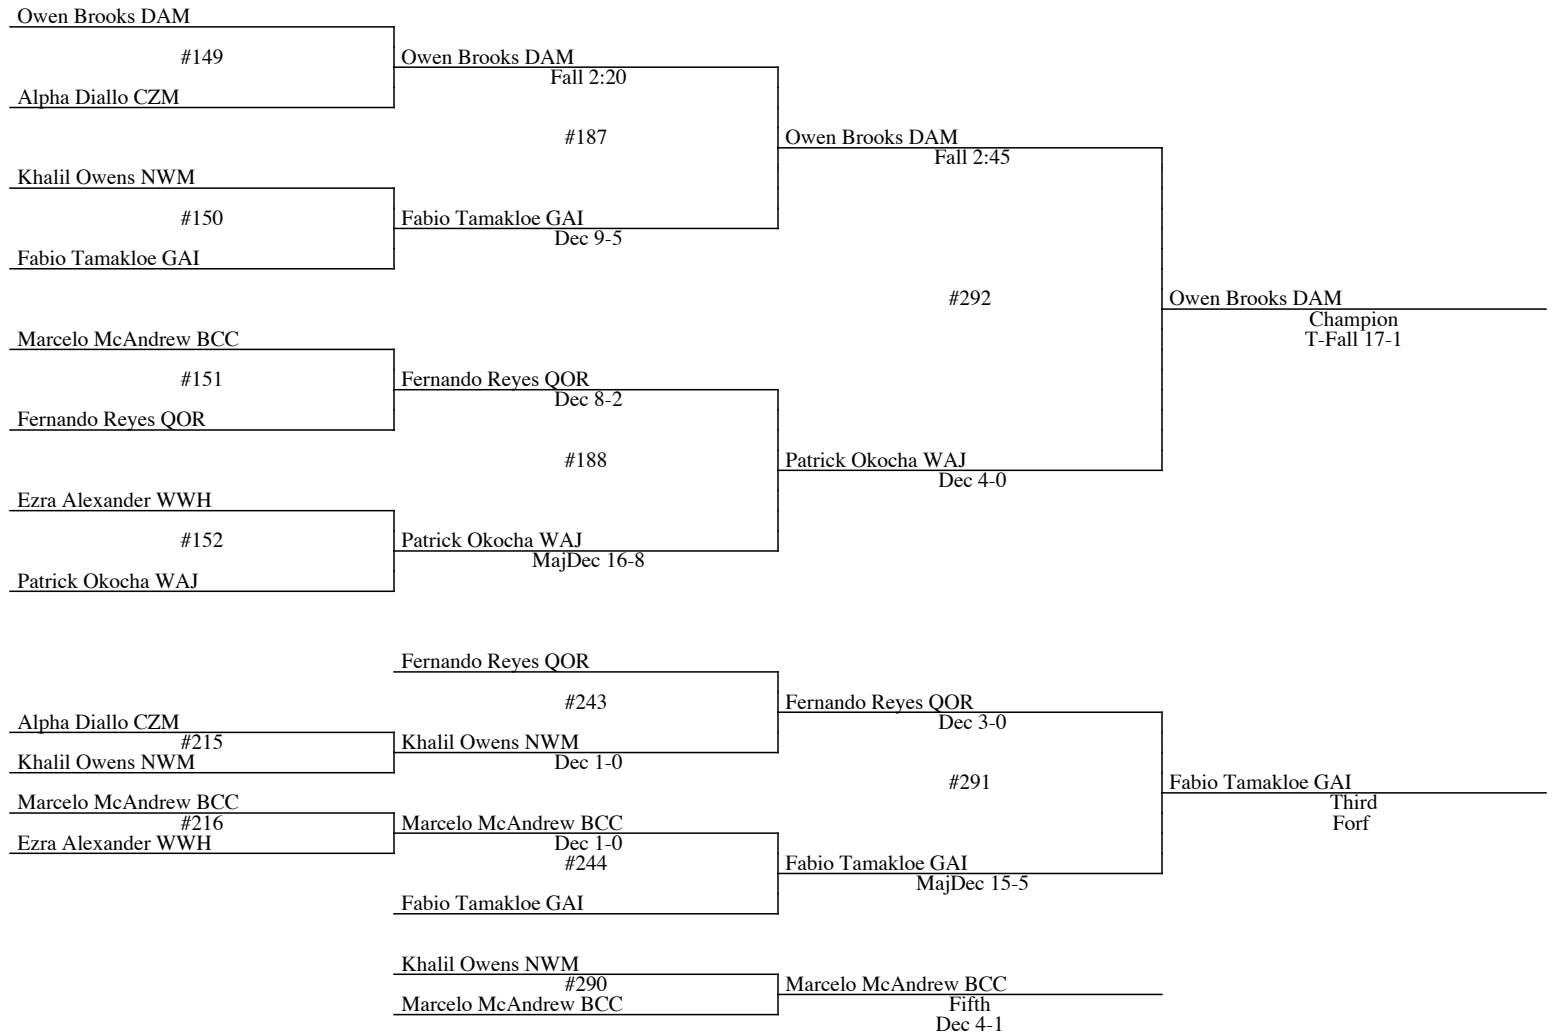 Owen Brooks DAM
#149
Owen Brooks DAM
Fall 2:20
Alpha Diallo CZM
#187
Owen Brooks DAM
Fall 2:45
Khalil Owens NWM
#150
Fabio Tamakloe GAI
Dec 9-5
Fabio Tamakloe GAI
#292
Owen Brooks DAM
Champion
T-Fall 17-1
Marcelo McAndrew BCC
#151
Fernando Reyes QOR
Dec 8-2
Fernando Reyes QOR
#188
Patrick Okocha WAJ
Dec 4-0
Ezra Alexander WWH
#152
Patrick Okocha WAJ
MajDec 16-8
Patrick Okocha WAJ
Fernando Reyes QOR
#243
Fernando Reyes QOR
Dec 3-0
Alpha Diallo CZM
#215
Khalil Owens NWM
Dec 1-0
Khalil Owens NWM
#291
Fabio Tamakloe GAI
Third
Forf
Marcelo McAndrew BCC
#216
Marcelo McAndrew BCC
Dec 1-0
Ezra Alexander WWH
#244
Fabio Tamakloe GAI
MajDec 15-5
Fabio Tamakloe GAI
Khalil Owens NWM
#290
Marcelo McAndrew BCC
Fifth
Dec 4-1
Marcelo McAndrew BCC